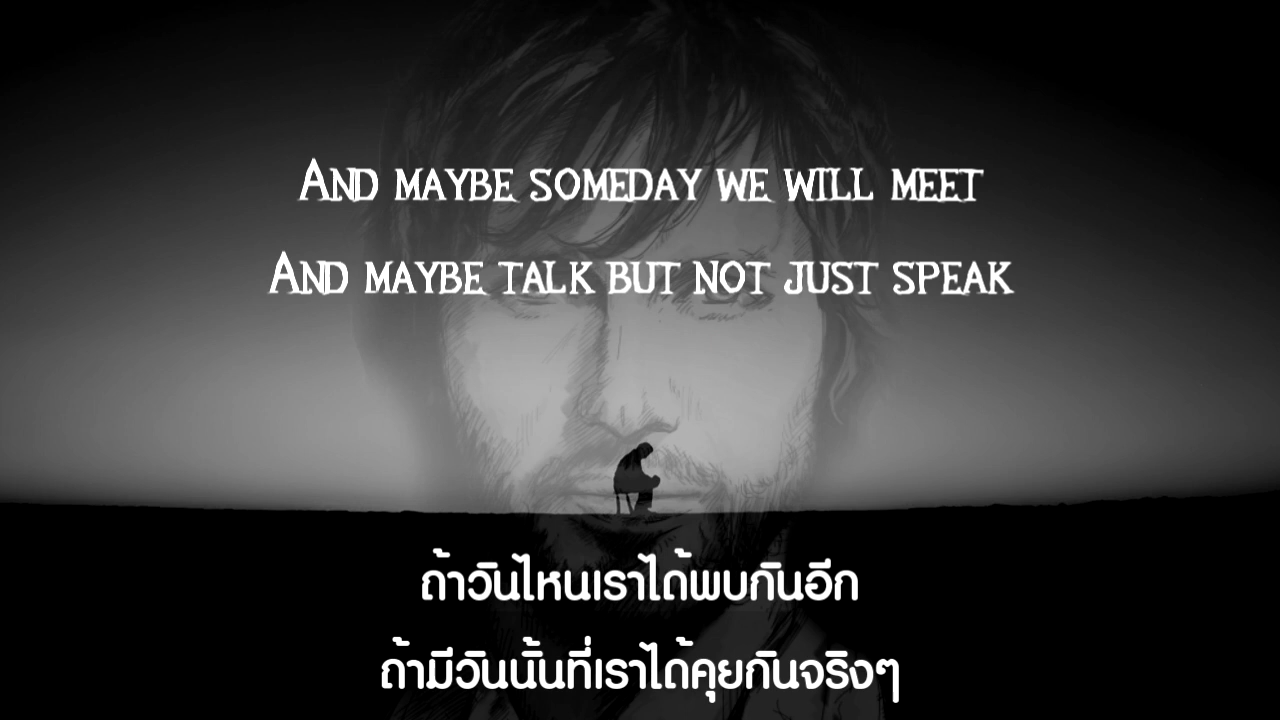 And maybe someday we will meet
And maybe talk but not just speak
ถ้าวันไหนเราได้พบกันอีก
ถ้ามีวันนั้นที่เราได้คุยกันจริงๆ